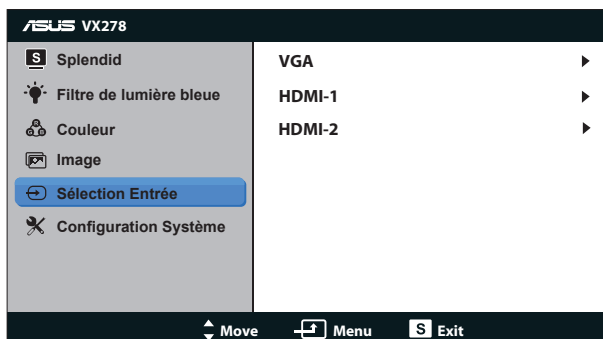 ASUS VX278
S Splendid
Filtre de lumière bleue
Couleur
Image
Sélection Entrée
Configuration Système
VGA
HDMI-1
HDMI-2
Move Menu S Exit